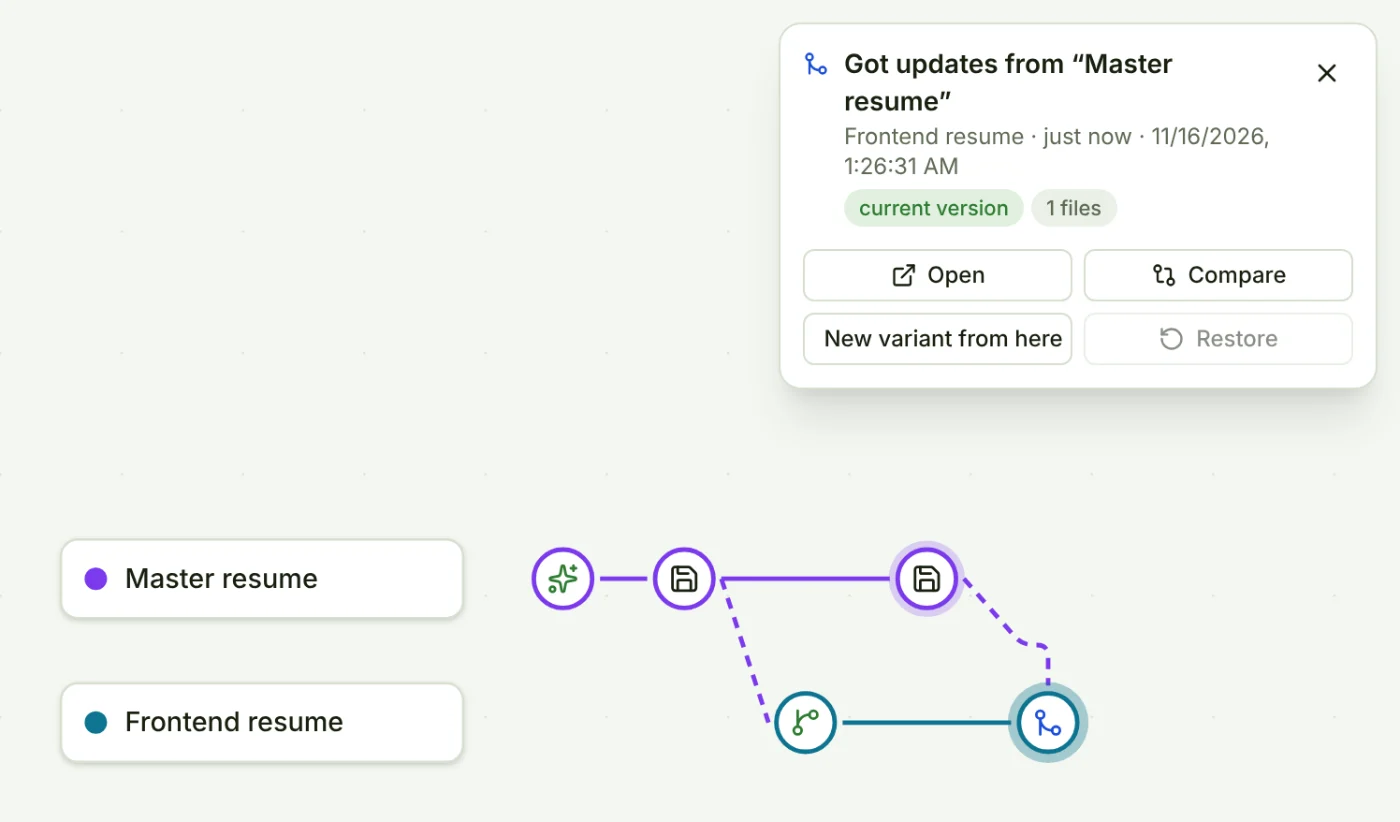 Got updates from “Master
resume”
Frontend resume · just now · 11/16/2026,
1:26:31 AM
current version
1 files
Open
Compare
New variant from here
Restore
Master resume
Frontend resume